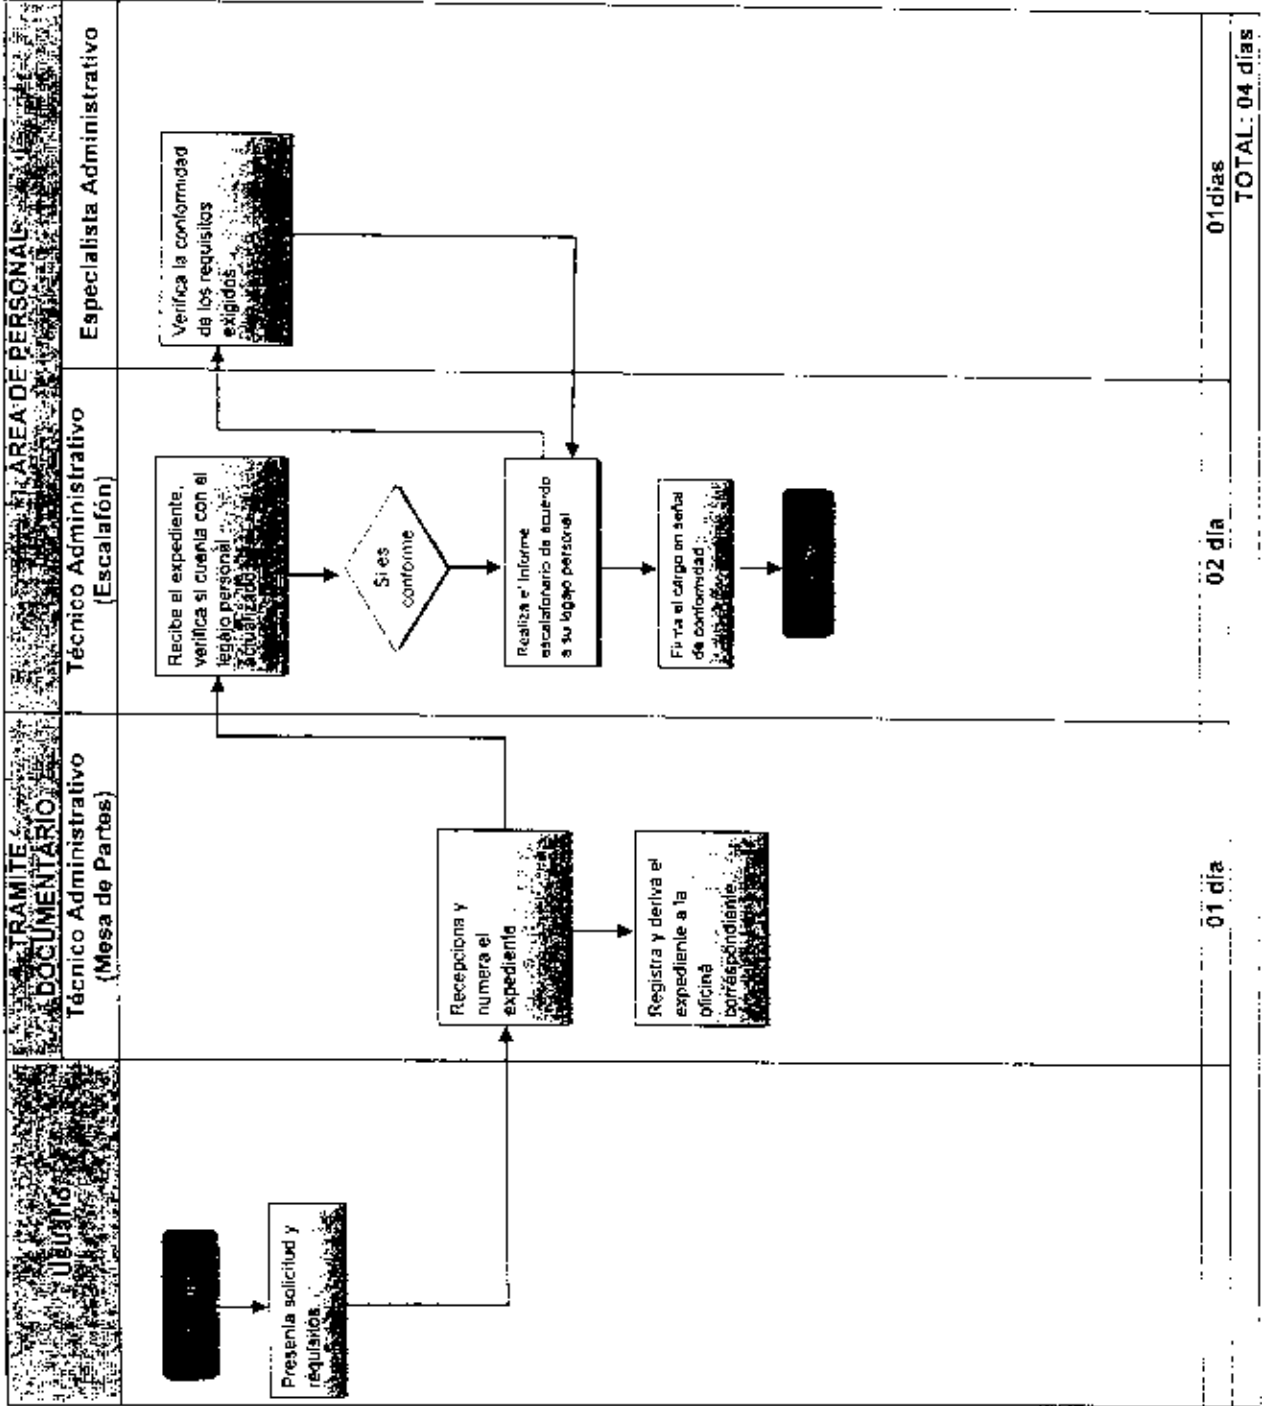 Usuario
TRAMITE
DOCUMENTARIO
AREA DE PERSONAL
Técnico Administrativo
(Mesa de Partes)
Técnico Administrativo
(Escalafón)
Especialista Administrativo
Presenta solicitud y
requisitos.
Recepciona y
numera el
expediente
Registra y deriva el
expediente a la
oficina
correspondiente
Recibe el expediente,
verifica si cuenta con el
legajo personal
actualizado
Si es
conforme
Realiza el Informe
escalafonario de acuerdo
a su legajo personal
Firma el cargo en señal
de conformidad
Verifica la conformidad
de los requisitos
exigidos
01 día
02 día
01dias
TOTAL: 04 días